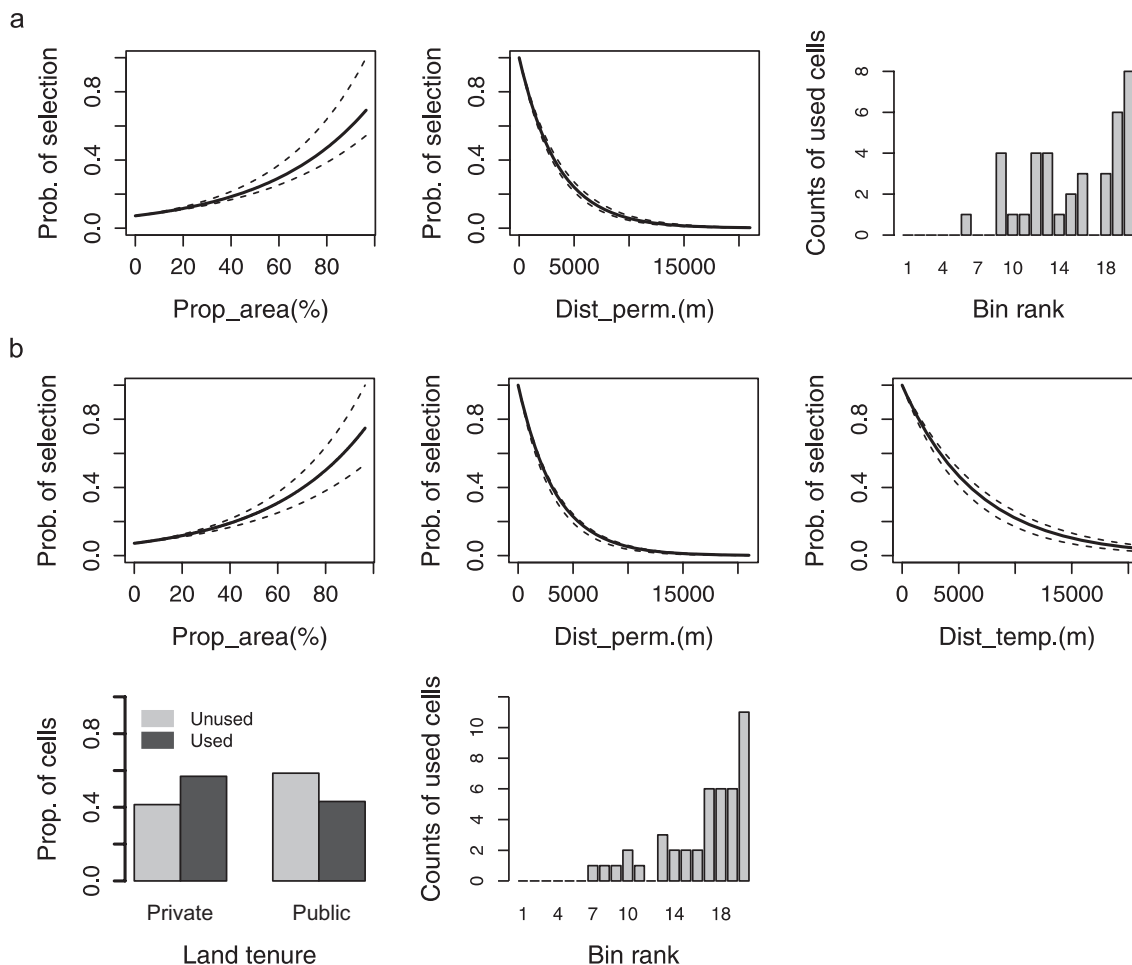 a
Prob. of selection
0.0 0.4 0.8
0 20 40 60 80
Prop_area(%)
Prob. of selection
0.0 0.4 0.8
0 5000 15000
Dist_perm.(m)
Counts of used cells
0 2 4 6 8
1 4 7 10 14 18
Bin rank
b
Prob. of selection
0.0 0.4 0.8
0 20 40 60 80
Prop_area(%)
Prob. of selection
0.0 0.4 0.8
0 5000 15000
Dist_perm.(m)
Prob. of selection
0.0 0.4 0.8
0 5000 15000
Dist_temp.(m)
Prop. of cells
0.0 0.4 0.8
Unused
Used
Private Public
Land tenure
Counts of used cells
0 2 4 6 8 10
1 4 7 10 14 18
Bin rank